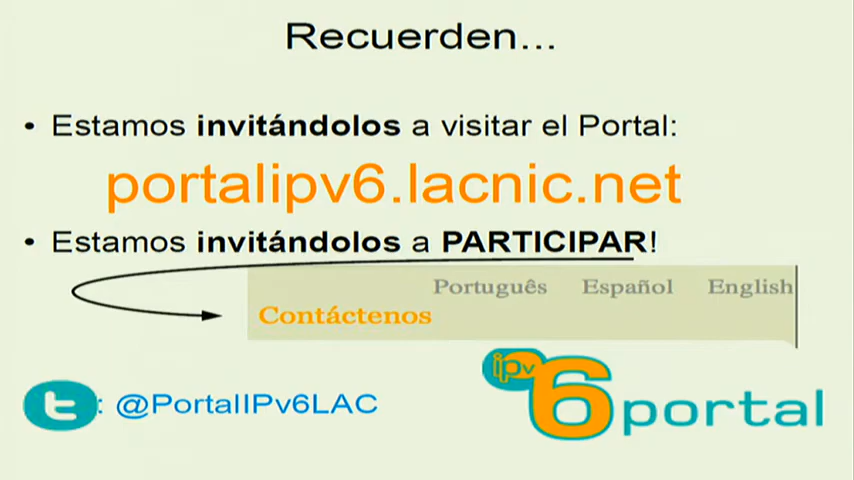 Recuerden...
• Estamos invitándolos a visitar el Portal:
portalipv6.lacnic.net
• Estamos invitándolos a PARTICIPAR!
Português Español English
Contáctenos
t : @PortalIPv6LAC
ipv6portal